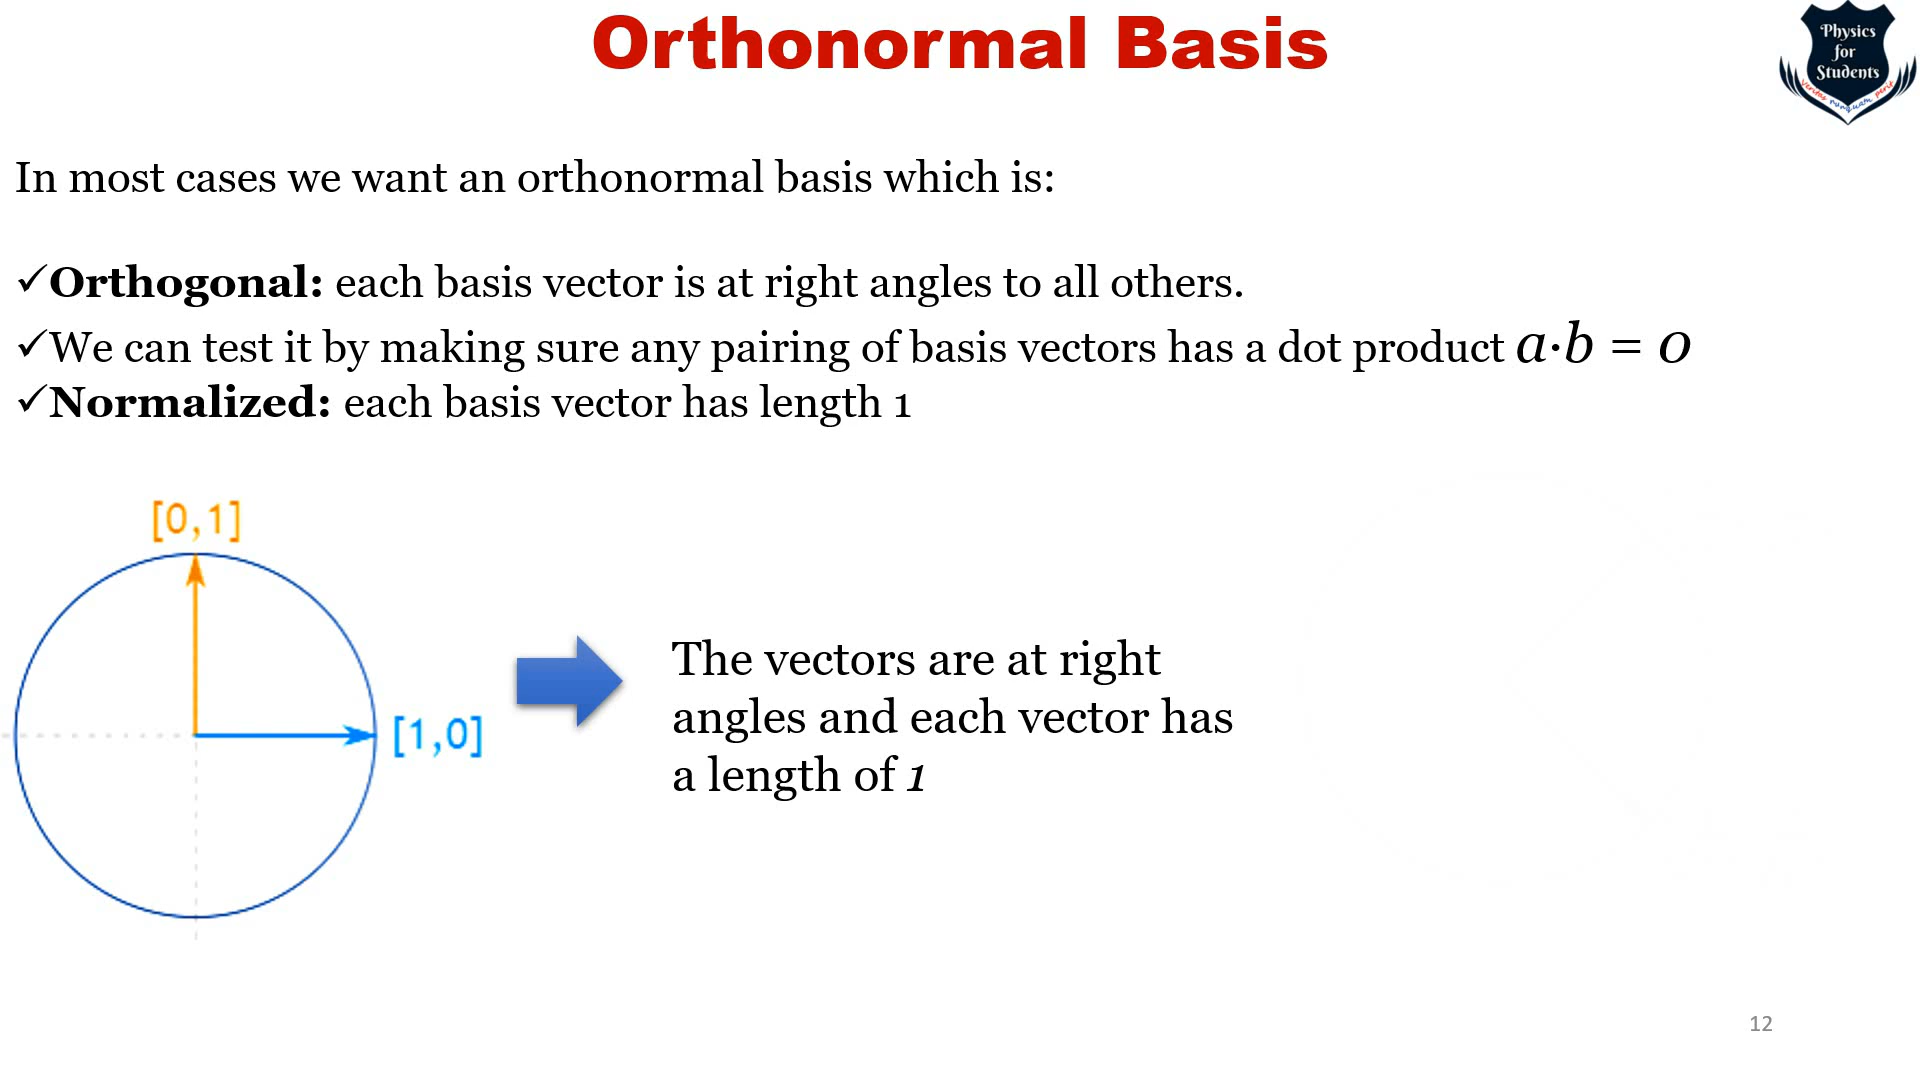 Orthonormal Basis
Physics
for
Students
veritas nunquam perit
In most cases we want an orthonormal basis which is:
✓Orthogonal: each basis vector is at right angles to all others.
✓We can test it by making sure any pairing of basis vectors has a dot product a·b = 0
✓Normalized: each basis vector has length 1
[0,1]
[1,0]
The vectors are at right
angles and each vector has
a length of 1
12